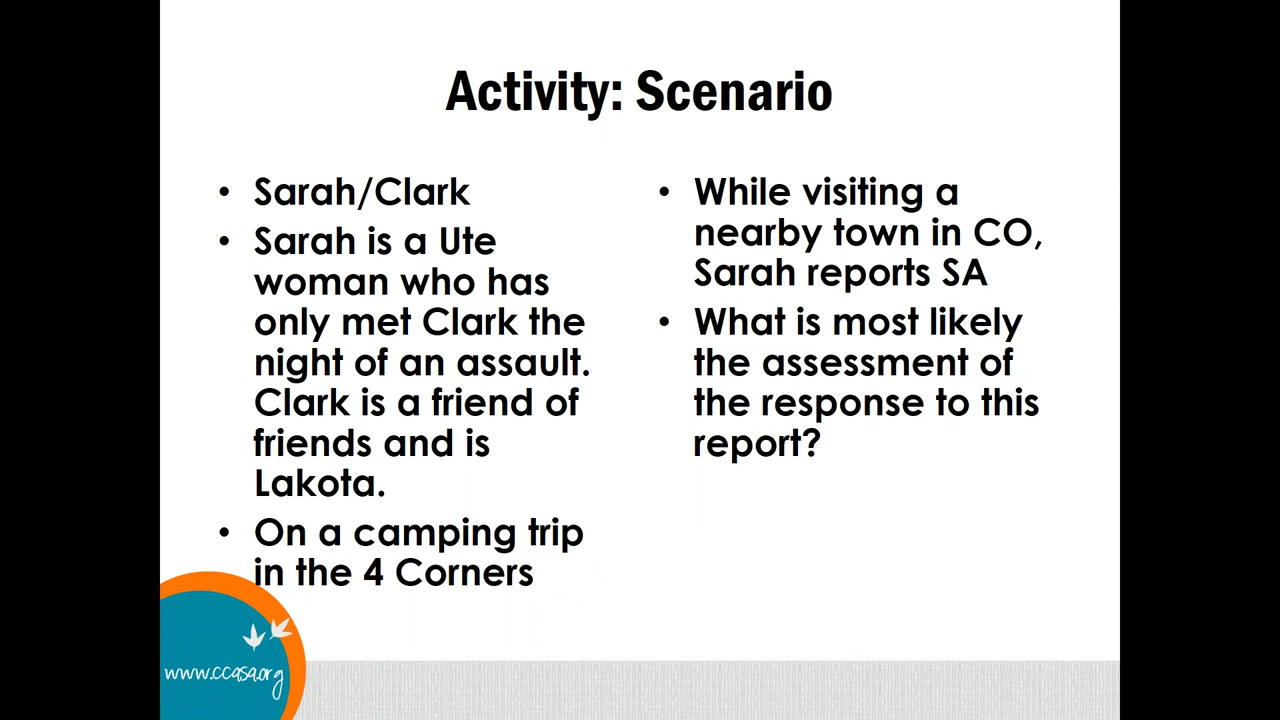 Activity: Scenario
• Sarah/Clark
• Sarah is a Ute
woman who has
only met Clark the
night of an assault.
Clark is a friend of
friends and is
Lakota.
• On a camping trip
in the 4 Corners
• While visiting a
nearby town in CO,
Sarah reports SA
• What is most likely
the assessment of
the response to this
report?
www.ccasa.org